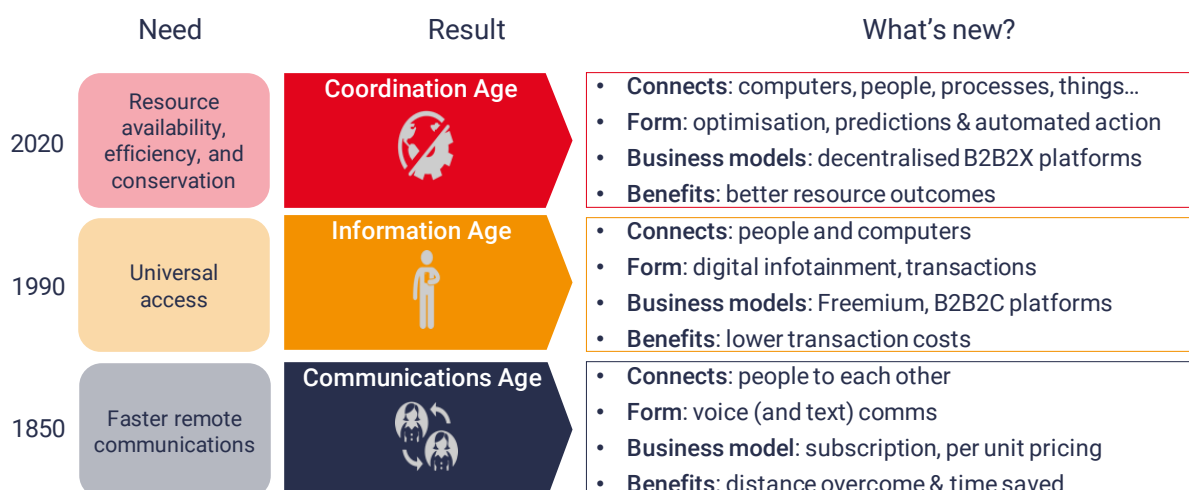 Need
Result
What's new?
2020
Resource
availability,
efficiency, and
conservation
Coordination Age
• Connects: computers, people, processes, things…
• Form: optimisation, predictions & automated action
• Business models: decentralised B2B2X platforms
• Benefits: better resource outcomes
1990
Universal
access
Information Age
• Connects: people and computers
• Form: digital infotainment, transactions
• Business models: Freemium, B2B2C platforms
• Benefits: lower transaction costs
1850
Faster remote
communications
Communications Age
• Connects: people to each other
• Form: voice (and text) comms
• Business model: subscription, per unit pricing
• Benefits: distance overcome & time saved